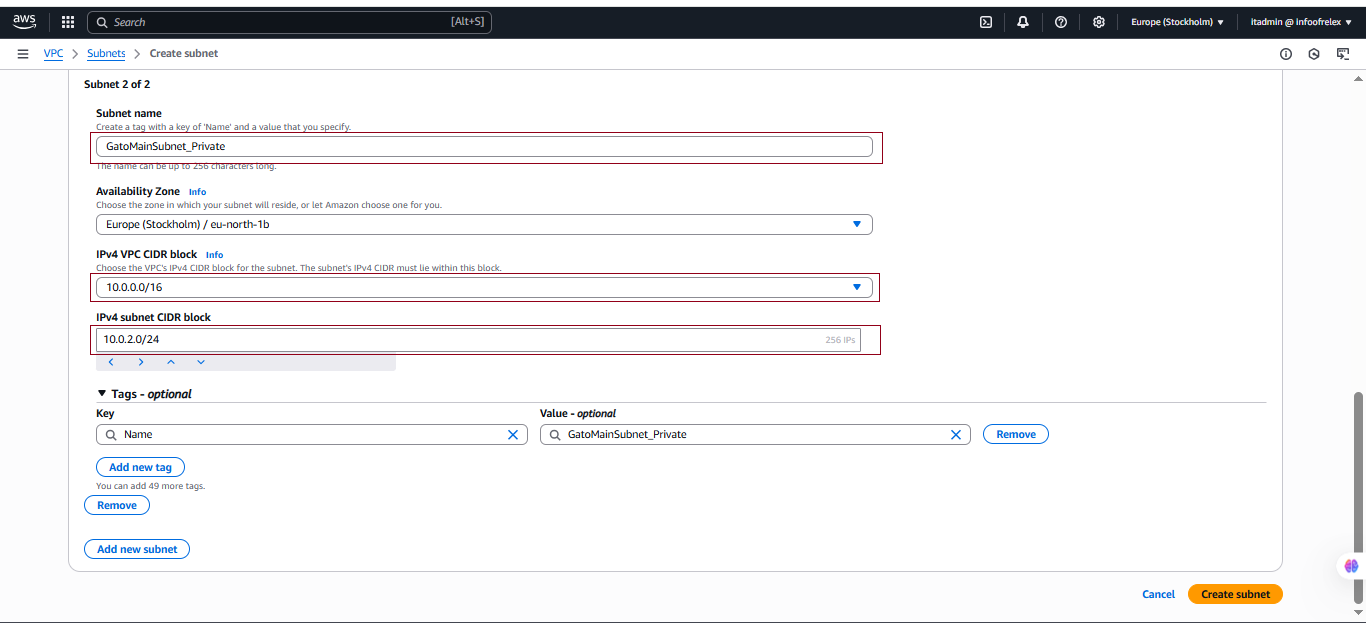 aws
Search
[Alt+S]
Europe (Stockholm)
itadmin @ infoofrelex
VPC
Subnets
Create subnet
Subnet 2 of 2
Subnet name
Create a tag with a key of 'Name' and a value that you specify.
GatoMainSubnet_Private
The name can be up to 256 characters long.
Availability Zone Info
Choose the zone in which your subnet will reside, or let Amazon choose one for you.
Europe (Stockholm) / eu-north-1b
IPv4 VPC CIDR block Info
Choose the VPC's IPv4 CIDR block for the subnet. The subnet's IPv4 CIDR must lie within this block.
10.0.0.0/16
IPv4 subnet CIDR block
10.0.2.0/24
256 IPs
Tags - optional
Key
Value - optional
Name
GatoMainSubnet_Private
Remove
Add new tag
You can add 49 more tags.
Remove
Add new subnet
Cancel
Create subnet